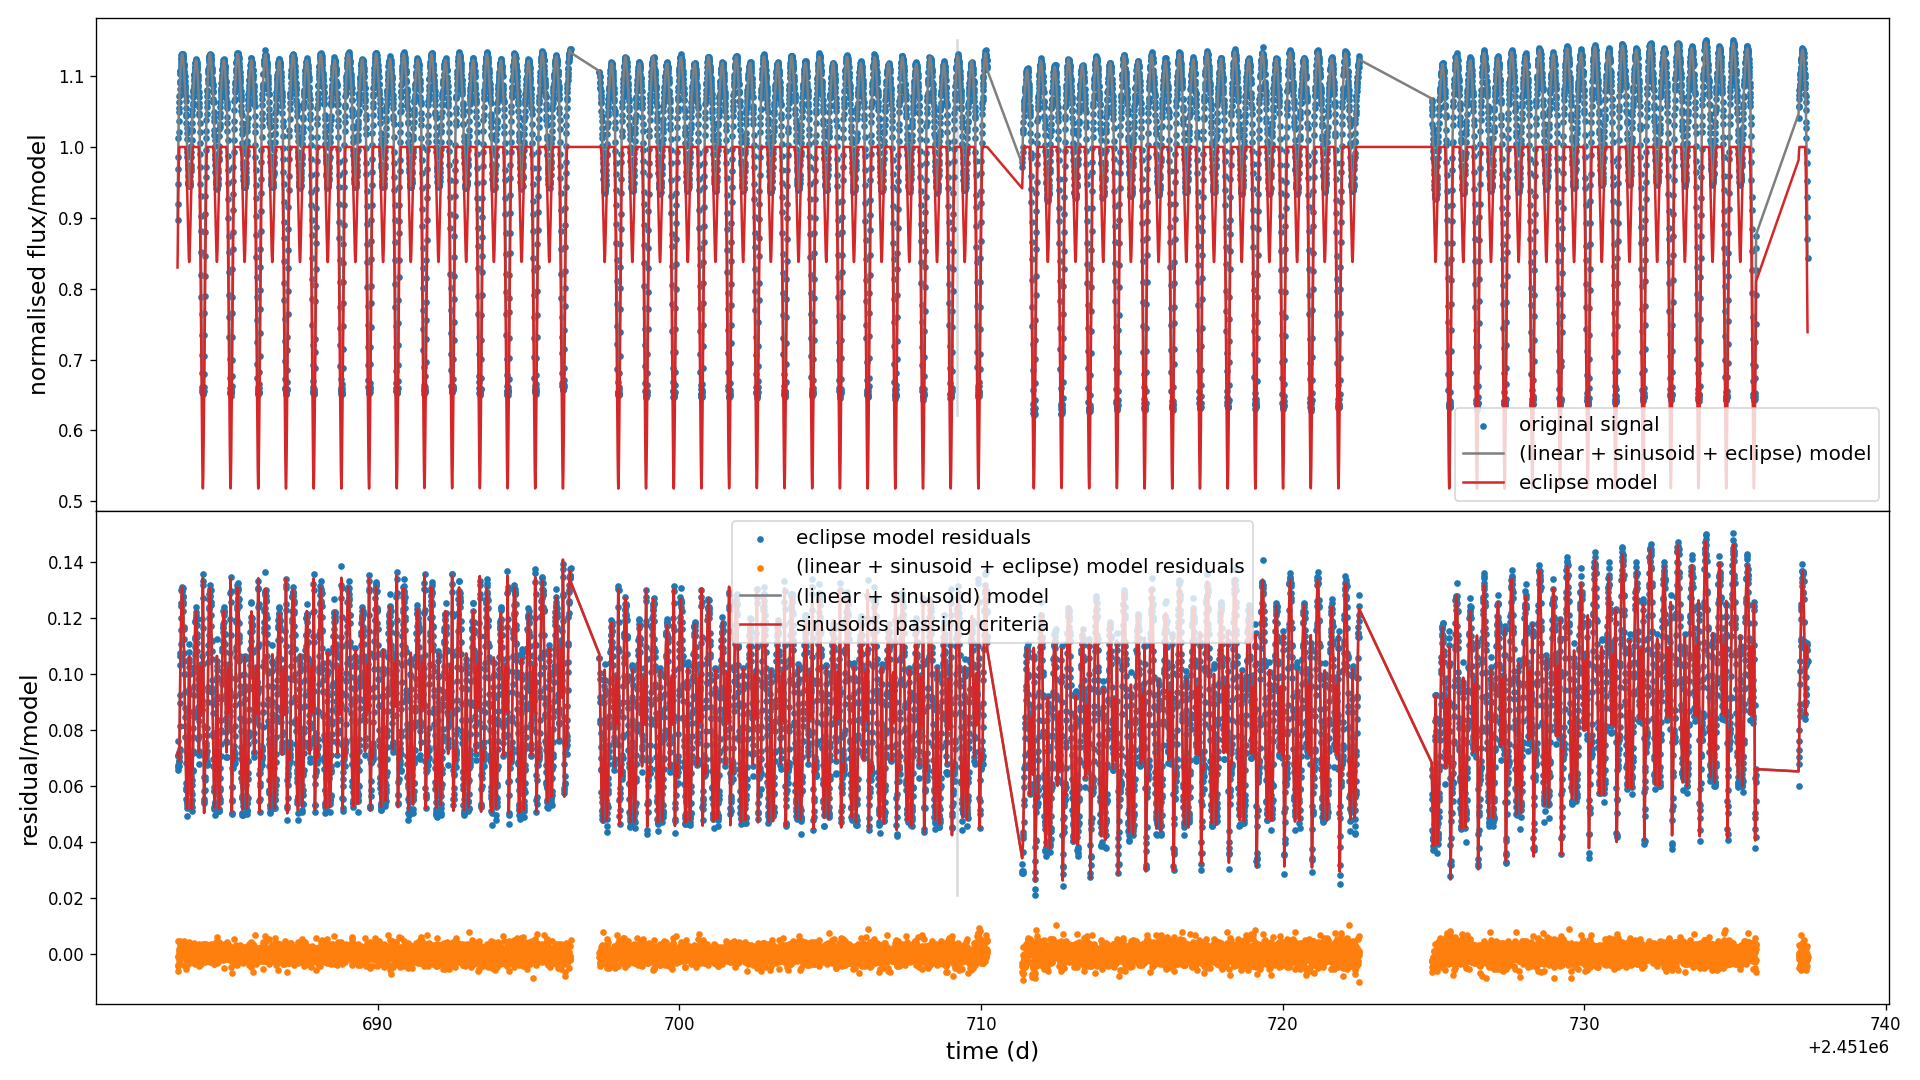 normalised flux/model
1.1
1.0
0.9
0.8
0.7
0.6
0.5
original signal
(linear + sinusoid + eclipse) model
eclipse model
residual/model
0.14
0.12
0.10
0.08
0.06
0.04
0.02
0.00
eclipse model residuals
(linear + sinusoid + eclipse) model residuals
(linear + sinusoid) model
sinusoids passing criteria
690
700
710
720
730
740
time (d)
+2.451e6